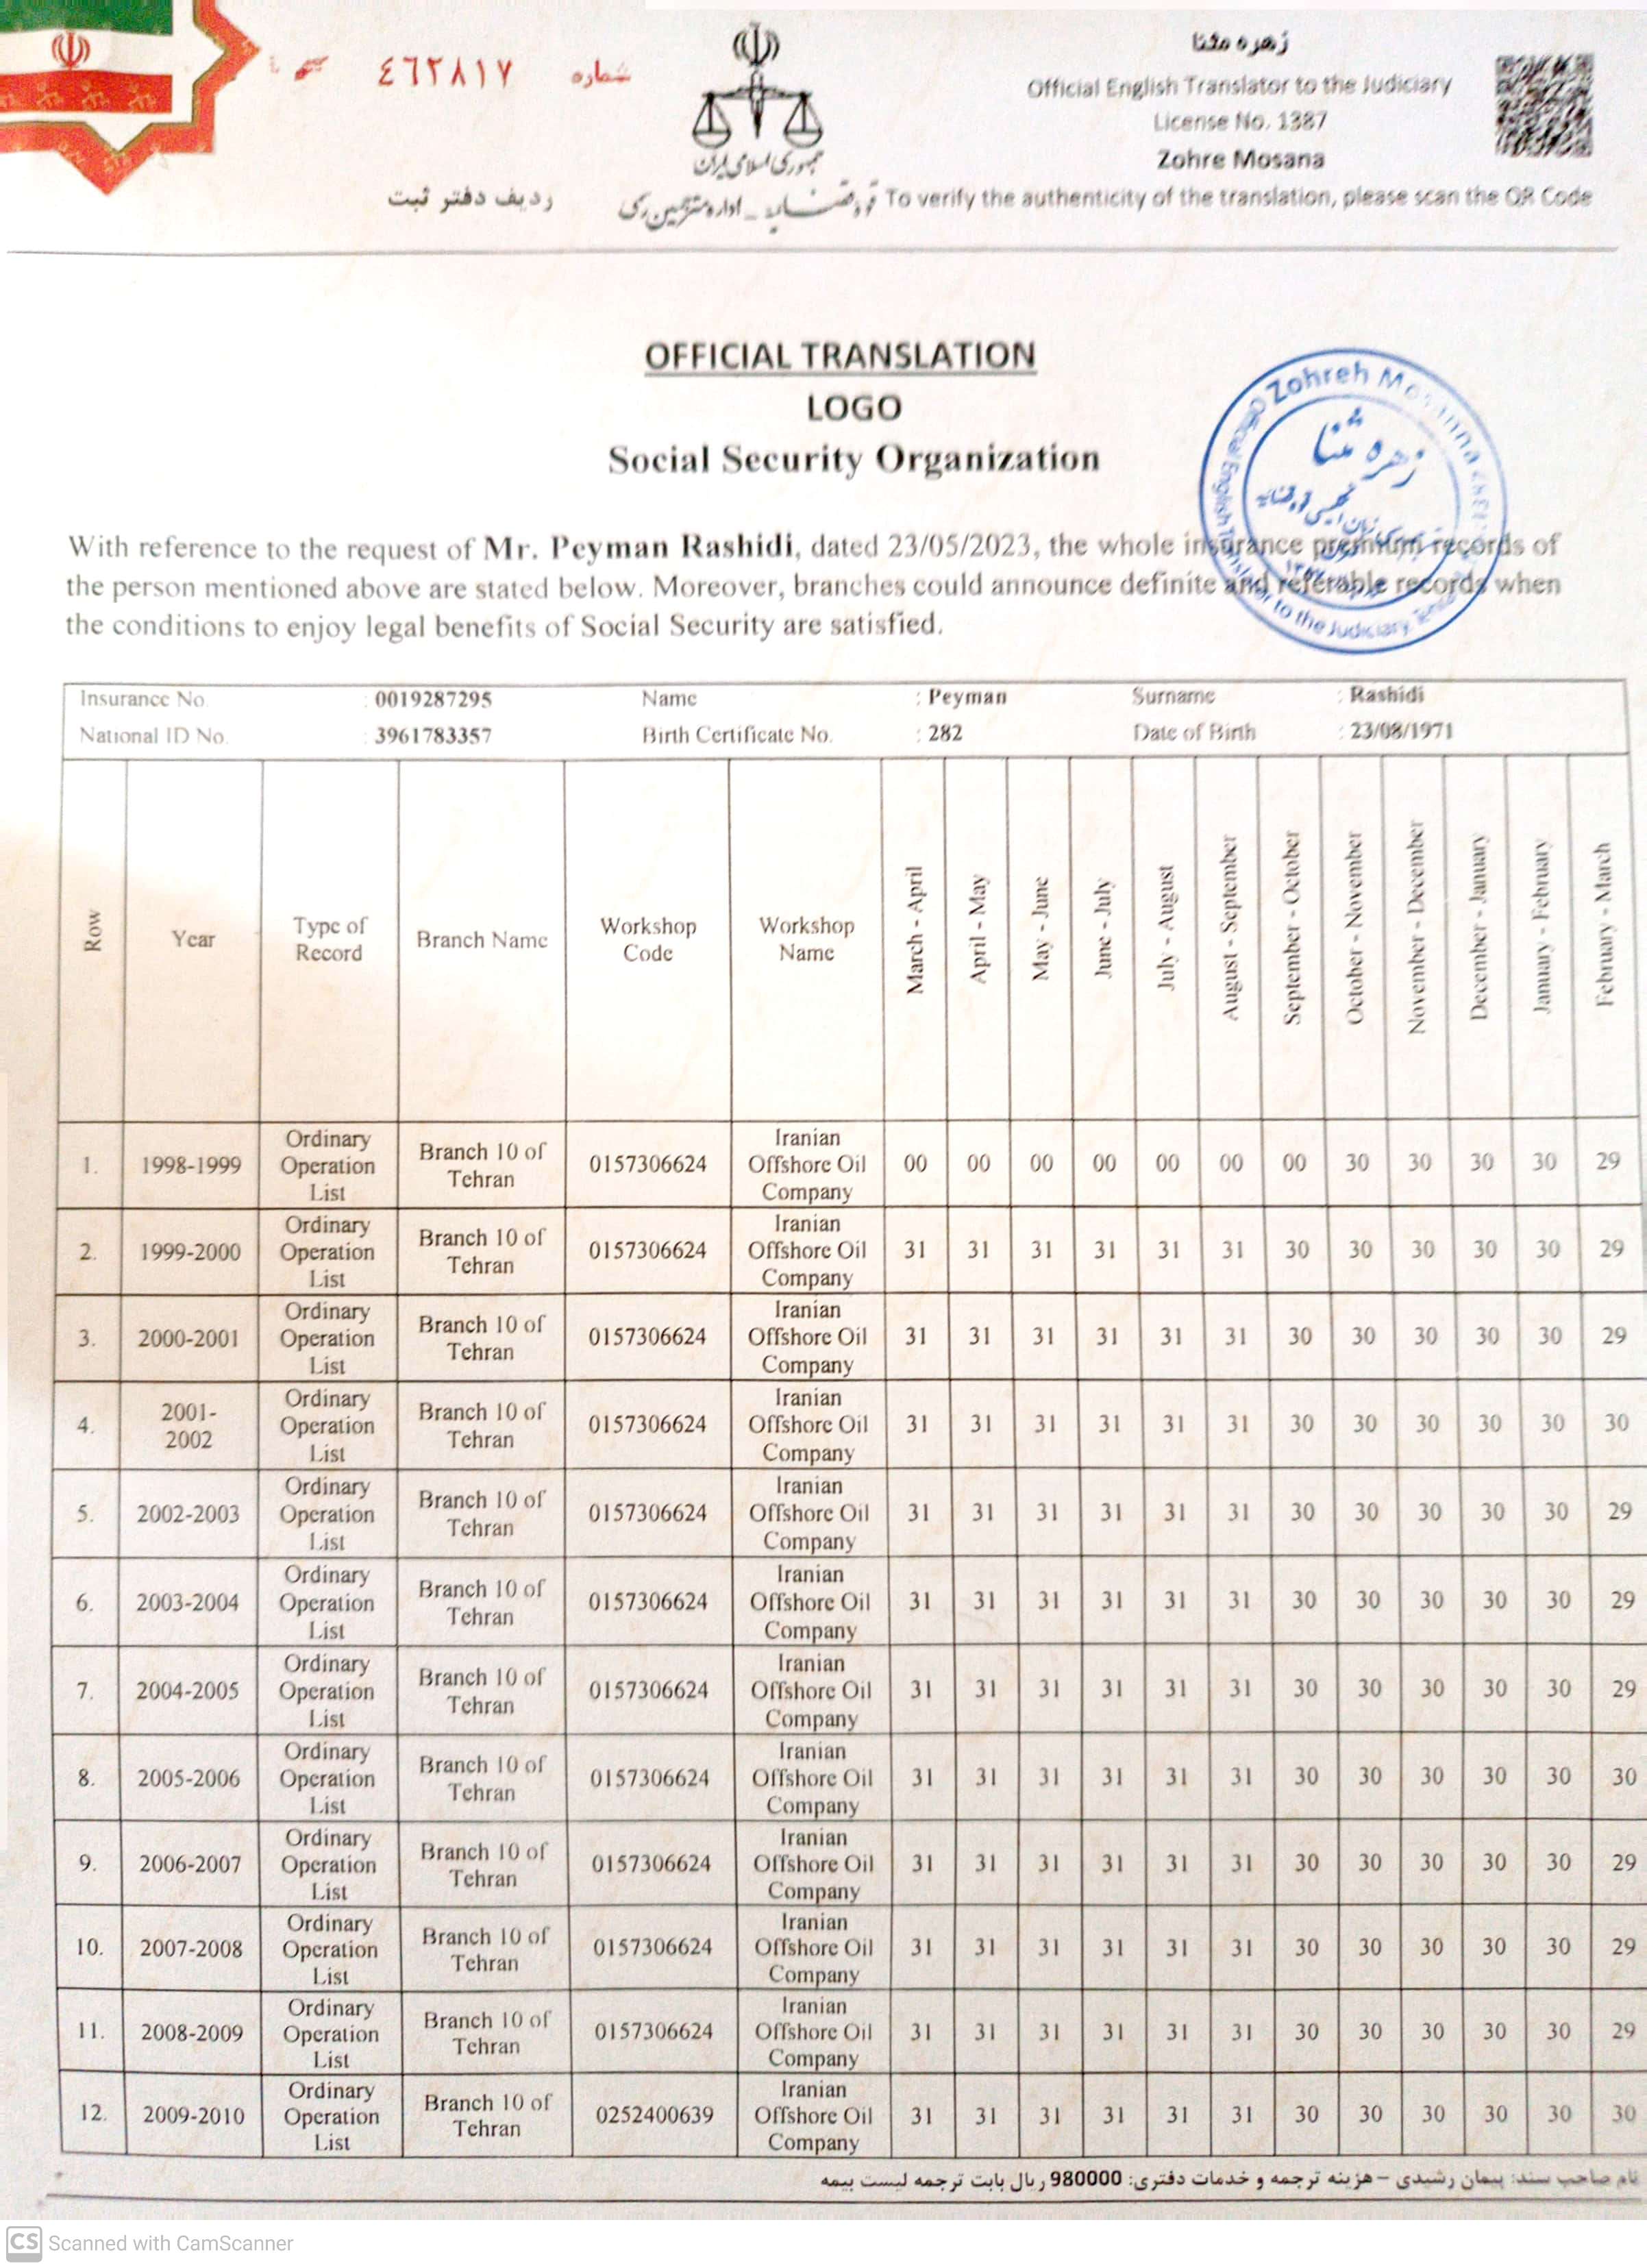 شماره ٤٦٢٨١٧
جمهوری اسلامی ایران
قوه قضائیه - اداره مترجمین رسمی
ردیف دفتر ثبت
زهره مثنا
Official English Translator to the Judiciary
License No. 1387
Zohre Mosana
To verify the authenticity of the translation, please scan the QR Code
OFFICIAL TRANSLATION
LOGO
Social Security Organization
Zohreh Mosanna
زهره مثنا
With reference to the request of Mr. Peyman Rashidi, dated 23/05/2023, the whole insurance premium records of
the person mentioned above are stated below. Moreover, branches could announce definite and referable records when
the conditions to enjoy legal benefits of Social Security are satisfied.
Insurance No. : 0019287295 Name : Peyman Surname : Rashidi
National ID No. : 3961783357 Birth Certificate No. : 282 Date of Birth : 23/08/1971
Row Year Type of Record Branch Name Workshop Code Workshop Name March - April April - May May - June June - July July - August August - September September - October October - November November - December December - January January - February February - March
1. 1998-1999 Ordinary Operation List Branch 10 of Tehran 0157306624 Iranian Offshore Oil Company 00 00 00 00 00 00 00 30 30 30 30 29
2. 1999-2000 Ordinary Operation List Branch 10 of Tehran 0157306624 Iranian Offshore Oil Company 31 31 31 31 31 31 30 30 30 30 30 29
3. 2000-2001 Ordinary Operation List Branch 10 of Tehran 0157306624 Iranian Offshore Oil Company 31 31 31 31 31 31 30 30 30 30 30 29
4. 2001-2002 Ordinary Operation List Branch 10 of Tehran 0157306624 Iranian Offshore Oil Company 31 31 31 31 31 31 30 30 30 30 30 30
5. 2002-2003 Ordinary Operation List Branch 10 of Tehran 0157306624 Iranian Offshore Oil Company 31 31 31 31 31 31 30 30 30 30 30 29
6. 2003-2004 Ordinary Operation List Branch 10 of Tehran 0157306624 Iranian Offshore Oil Company 31 31 31 31 31 31 30 30 30 30 30 29
7. 2004-2005 Ordinary Operation List Branch 10 of Tehran 0157306624 Iranian Offshore Oil Company 31 31 31 31 31 31 30 30 30 30 30 29
8. 2005-2006 Ordinary Operation List Branch 10 of Tehran 0157306624 Iranian Offshore Oil Company 31 31 31 31 31 31 30 30 30 30 30 30
9. 2006-2007 Ordinary Operation List Branch 10 of Tehran 0157306624 Iranian Offshore Oil Company 31 31 31 31 31 31 30 30 30 30 30 29
10. 2007-2008 Ordinary Operation List Branch 10 of Tehran 0157306624 Iranian Offshore Oil Company 31 31 31 31 31 31 30 30 30 30 30 29
11. 2008-2009 Ordinary Operation List Branch 10 of Tehran 0157306624 Iranian Offshore Oil Company 31 31 31 31 31 31 30 30 30 30 30 29
12. 2009-2010 Ordinary Operation List Branch 10 of Tehran 0252400639 Iranian Offshore Oil Company 31 31 31 31 31 31 30 30 30 30 30 30
نام صاحب سند: پیمان رشیدی - هزینه ترجمه و خدمات دفتری: 980000 ریال بابت ترجمه لیست بیمه
CS Scanned with CamScanner